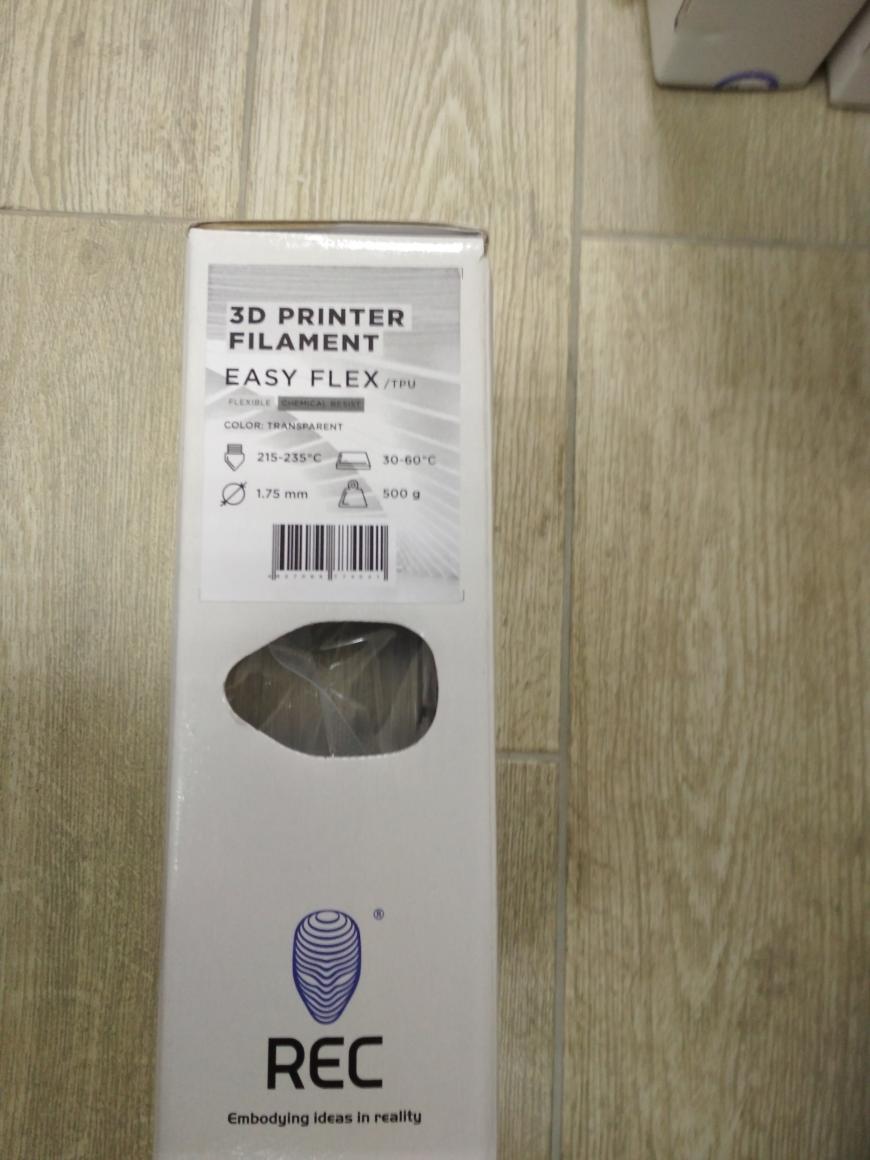 3D PRINTER
FILAMENT
EASY FLEX /TPU
FLEXIBLE CHEMICAL RESIST
COLOR: TRANSPARENT
215-235°C 30-60°C
1.75 mm 500 g
®
REC
Embodying ideas in reality